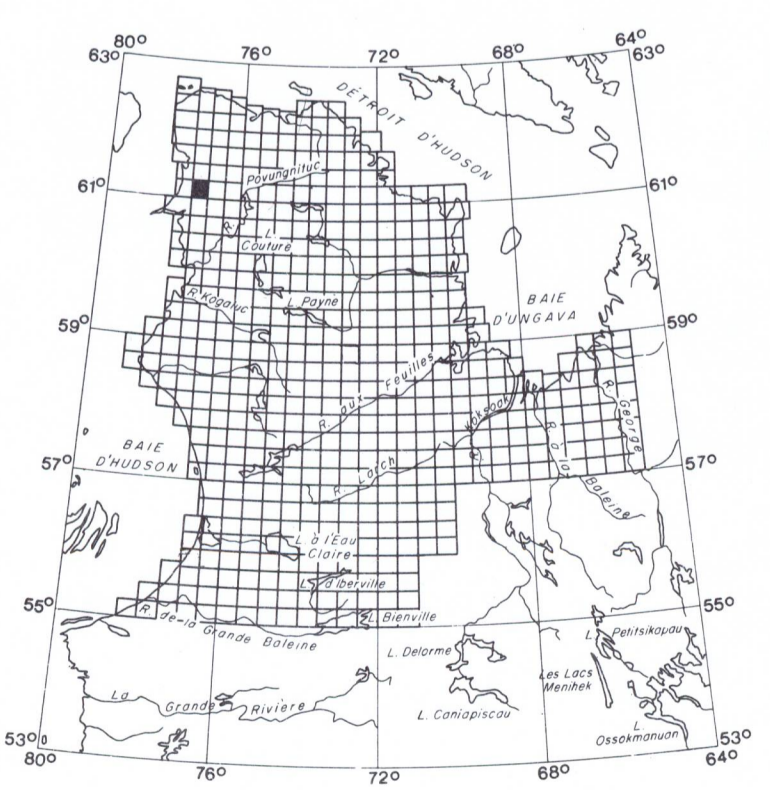 80° 76° 72° 68° 64°
63° 63°
DÉTROIT D'HUDSON
61° 61°
Povungnituc
R.
L.
Couture
R. Kogaluc
L. Payne
BAIE
D'UNGAVA
59° 59°
R. aux Feuilles
Koksoak
R.
R. George
R. à la
Baleine
BAIE
D'HUDSON
57° 57°
R. Larch
L. à l'Eau
Claire
L. d'Iberville
55° 55°
R. de-la Grande Baleine
L. Bienville
L. Delorme
L. Petitsikapau
Les Lacs
Menihek
La Grande Rivière
L. Caniapiscau
L.
Ossokmanuan
53° 53°
80° 76° 72° 68° 64°